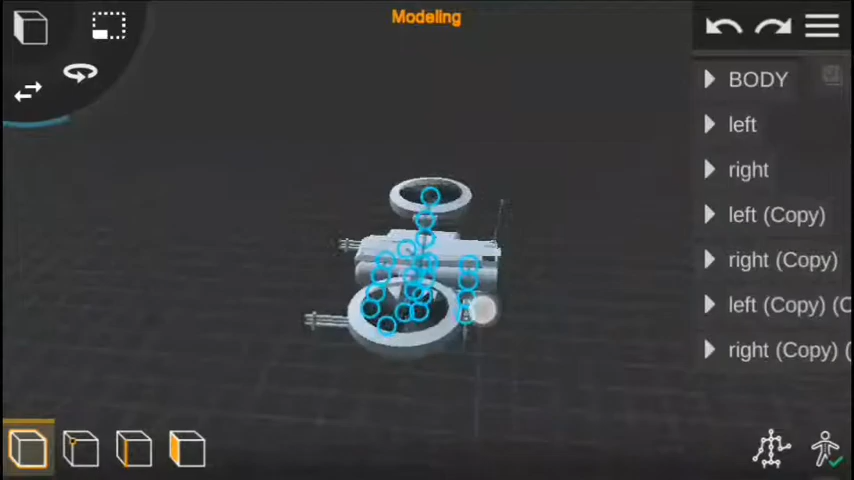 Modeling
BODY
left
right
left (Copy)
right (Copy)
left (Copy) (C
right (Copy) (